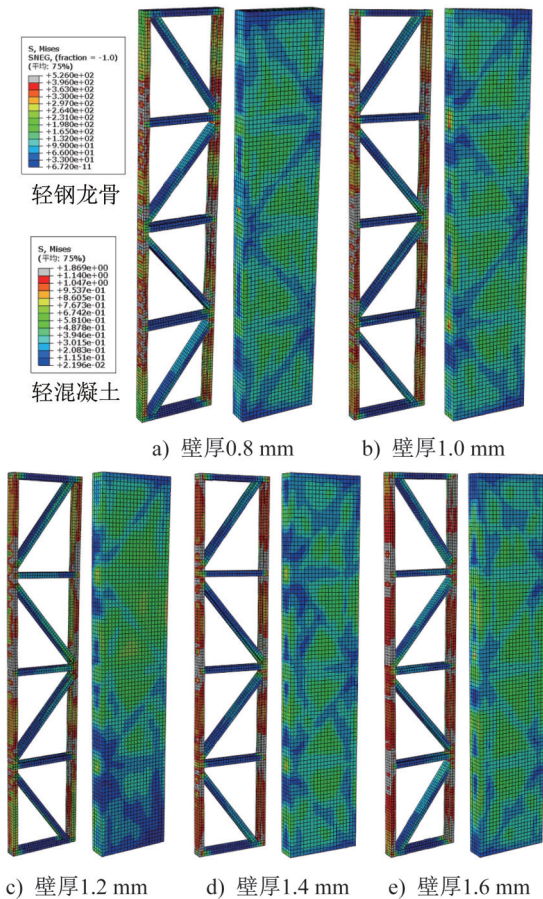 S, Mises
SNEG, (fraction = -1.0)
(平均: 75%)
+5.260e+02
+3.960e+02
+3.630e+02
+3.300e+02
+2.970e+02
+2.640e+02
+2.310e+02
+1.980e+02
+1.650e+02
+1.320e+02
+9.900e+01
+6.600e+01
+3.300e+01
+6.720e-11
轻钢龙骨
S, Mises
(平均: 75%)
+1.869e+00
+1.140e+00
+1.047e+00
+9.537e-01
+8.605e-01
+7.673e-01
+6.742e-01
+5.810e-01
+4.878e-01
+3.946e-01
+3.015e-01
+2.083e-01
+1.151e-01
+2.196e-02
轻混凝土
a) 壁厚0.8 mm
b) 壁厚1.0 mm
c) 壁厚1.2 mm
d) 壁厚1.4 mm
e) 壁厚1.6 mm